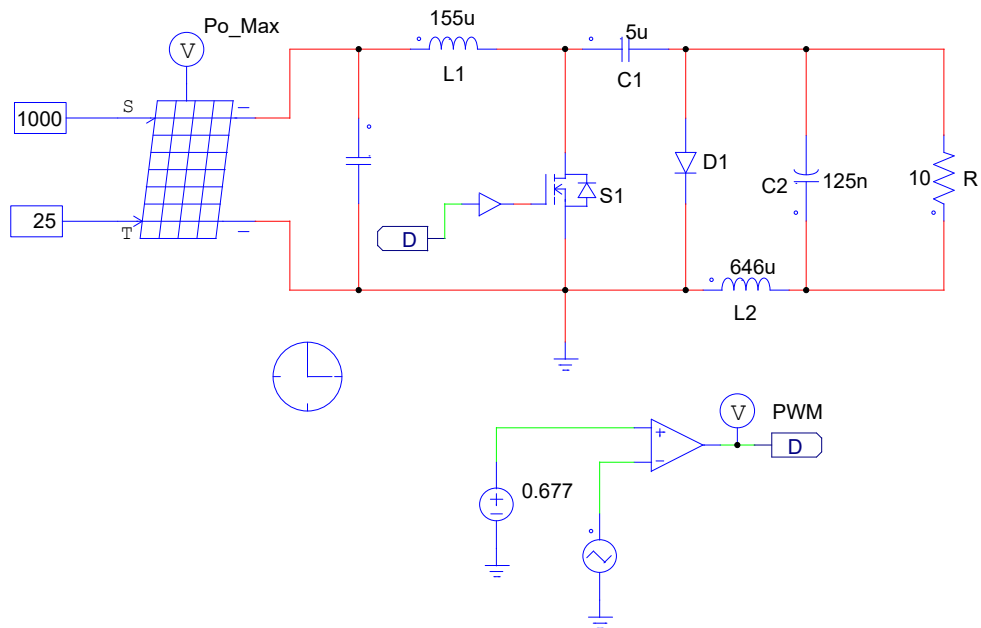 Po_Max
V
155u
L1
5u
C1
1000
S
25
T
D
S1
D1
C2
125n
10
R
646u
L2
V
PWM
D
0.677